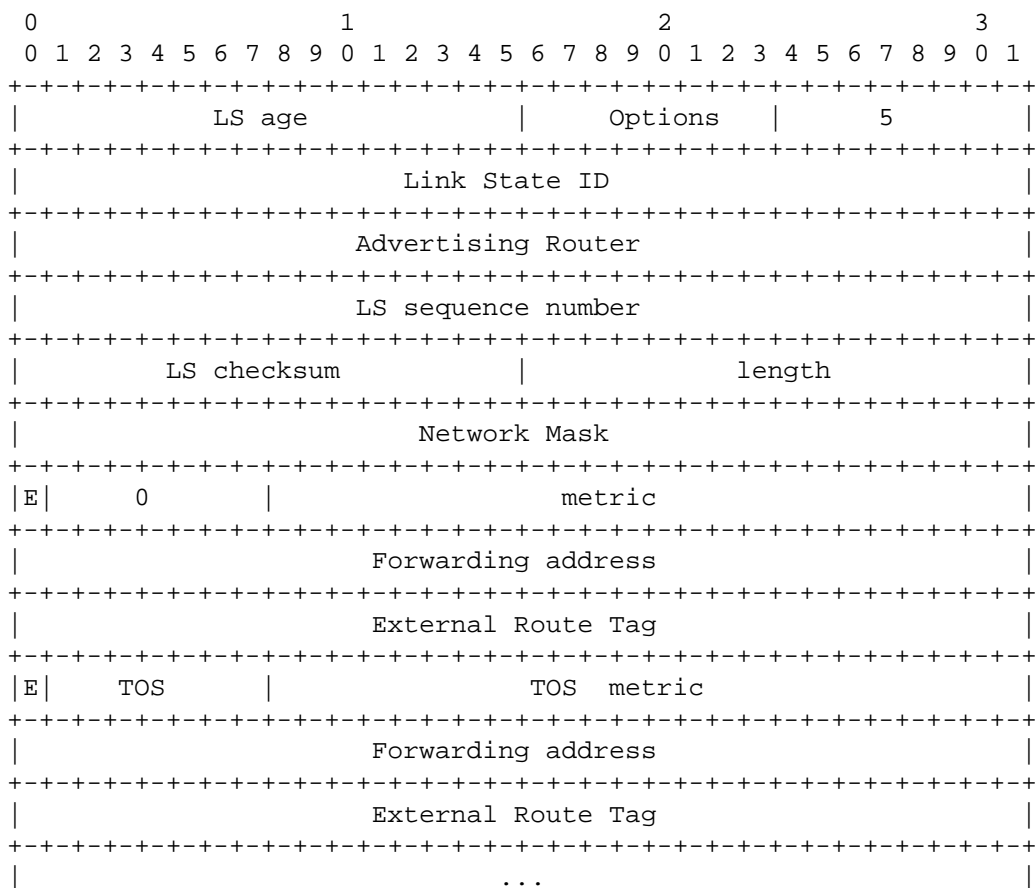 0                   1                   2                   3
 0 1 2 3 4 5 6 7 8 9 0 1 2 3 4 5 6 7 8 9 0 1 2 3 4 5 6 7 8 9 0 1
+-+-+-+-+-+-+-+-+-+-+-+-+-+-+-+-+-+-+-+-+-+-+-+-+-+-+-+-+-+-+-+-+
|            LS age             |     Options   |      5        |
+-+-+-+-+-+-+-+-+-+-+-+-+-+-+-+-+-+-+-+-+-+-+-+-+-+-+-+-+-+-+-+-+
|                        Link State ID                          |
+-+-+-+-+-+-+-+-+-+-+-+-+-+-+-+-+-+-+-+-+-+-+-+-+-+-+-+-+-+-+-+-+
|                     Advertising Router                        |
+-+-+-+-+-+-+-+-+-+-+-+-+-+-+-+-+-+-+-+-+-+-+-+-+-+-+-+-+-+-+-+-+
|                     LS sequence number                        |
+-+-+-+-+-+-+-+-+-+-+-+-+-+-+-+-+-+-+-+-+-+-+-+-+-+-+-+-+-+-+-+-+
|         LS checksum           |             length            |
+-+-+-+-+-+-+-+-+-+-+-+-+-+-+-+-+-+-+-+-+-+-+-+-+-+-+-+-+-+-+-+-+
|                         Network Mask                          |
+-+-+-+-+-+-+-+-+-+-+-+-+-+-+-+-+-+-+-+-+-+-+-+-+-+-+-+-+-+-+-+-+
|E|     0       |                  metric                       |
+-+-+-+-+-+-+-+-+-+-+-+-+-+-+-+-+-+-+-+-+-+-+-+-+-+-+-+-+-+-+-+-+
|                      Forwarding address                       |
+-+-+-+-+-+-+-+-+-+-+-+-+-+-+-+-+-+-+-+-+-+-+-+-+-+-+-+-+-+-+-+-+
|                      External Route Tag                       |
+-+-+-+-+-+-+-+-+-+-+-+-+-+-+-+-+-+-+-+-+-+-+-+-+-+-+-+-+-+-+-+-+
|E|    TOS      |                TOS  metric                    |
+-+-+-+-+-+-+-+-+-+-+-+-+-+-+-+-+-+-+-+-+-+-+-+-+-+-+-+-+-+-+-+-+
|                      Forwarding address                       |
+-+-+-+-+-+-+-+-+-+-+-+-+-+-+-+-+-+-+-+-+-+-+-+-+-+-+-+-+-+-+-+-+
|                      External Route Tag                       |
+-+-+-+-+-+-+-+-+-+-+-+-+-+-+-+-+-+-+-+-+-+-+-+-+-+-+-+-+-+-+-+-+
|                              ...                              |